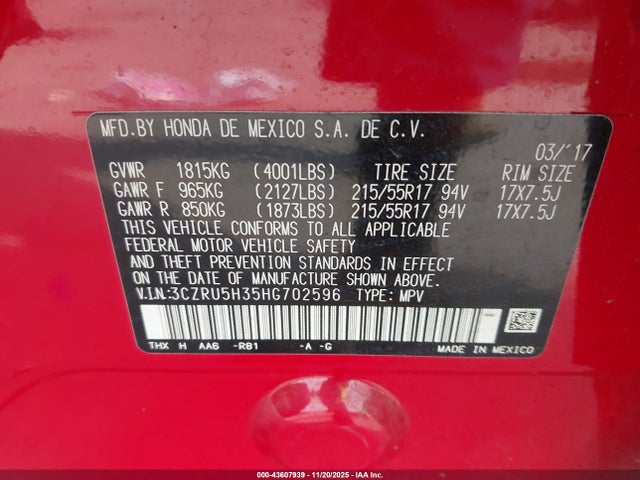 MFD.BY HONDA DE MEXICO S.A. DE C.V.
03/'17
GVWR 1815KG (4001LBS) TIRE SIZE RIM SIZE
GAWR F 965KG (2127LBS) 215/55R17 94V 17X7.5J
GAWR R 850KG (1873LBS) 215/55R17 94V 17X7.5J
THIS VEHICLE CONFORMS TO ALL APPLICABLE
FEDERAL MOTOR VEHICLE SAFETY
AND THEFT PREVENTION STANDARDS IN EFFECT
ON THE DATE OF MANUFACTURE SHOWN ABOVE.
V.IN.:3CZRU5H35HG702596 TYPE: MPV
THX H AA6 -R81 -A -G MADE IN MEXICO
000-43607939 - 11/20/2025 - IAA Inc.